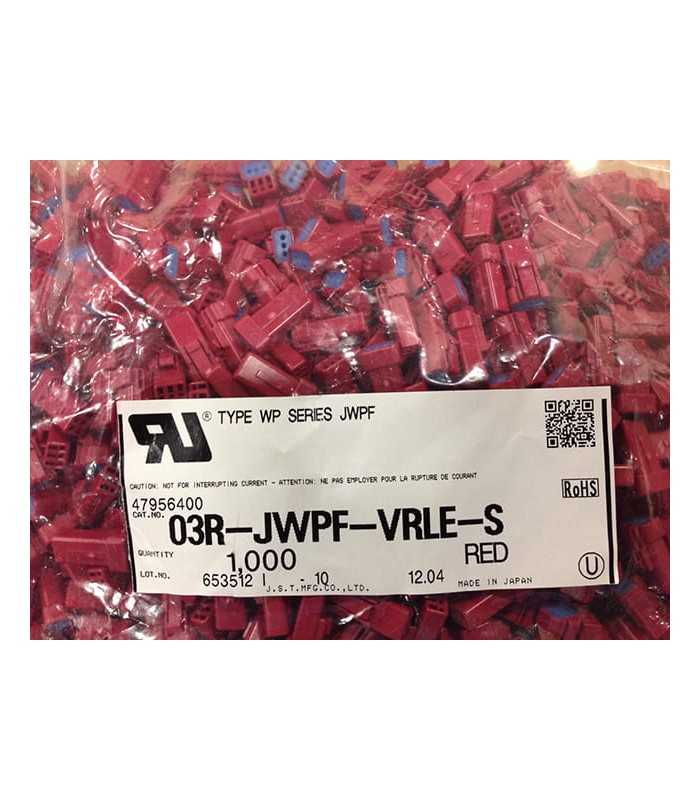 RU ® TYPE WP SERIES JWPF
CAUTION: NOT FOR INTERRUPTING CURRENT - ATTENTION: NE PAS EMPLOYER POUR LA RUPTURE DE COURANT
RoHS
47956400
CAT.NO. 03R-JWPF-VRLE-S
QUANTITY 1,000 RED
LOT.NO. 653512 I - 10 12.04 MADE IN JAPAN U
J.S.T.MFG.CO.,LTD.